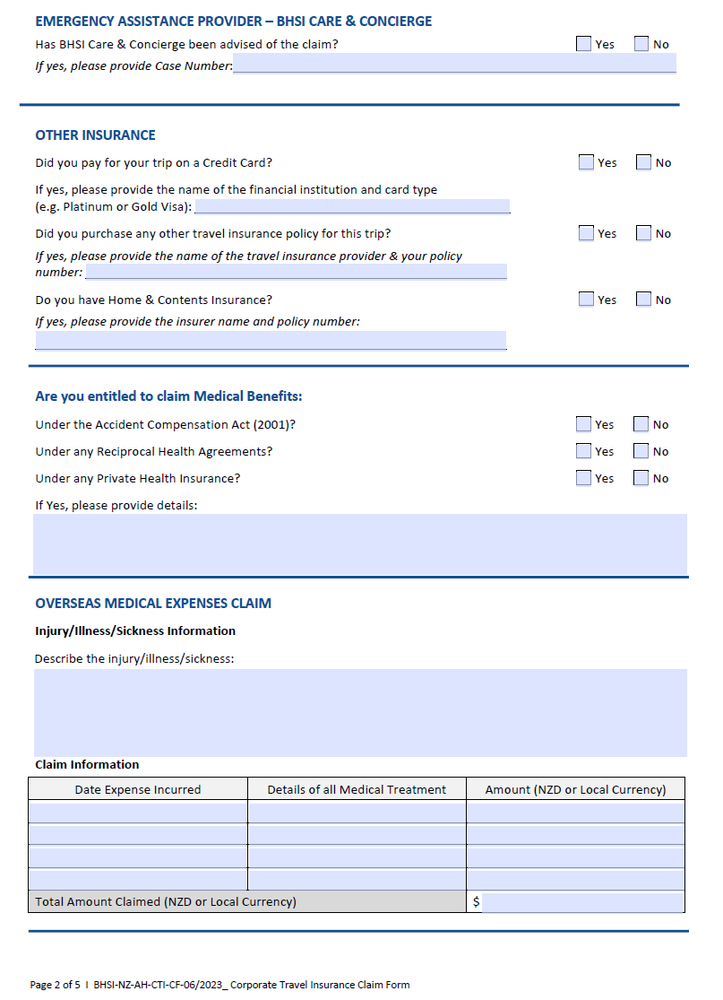 EMERGENCY ASSISTANCE PROVIDER – BHSI CARE & CONCIERGE
Has BHSI Care & Concierge been advised of the claim? Yes No
If yes, please provide Case Number:
OTHER INSURANCE
Did you pay for your trip on a Credit Card? Yes No
If yes, please provide the name of the financial institution and card type
(e.g. Platinum or Gold Visa):
Did you purchase any other travel insurance policy for this trip? Yes No
If yes, please provide the name of the travel insurance provider & your policy
number:
Do you have Home & Contents Insurance? Yes No
If yes, please provide the insurer name and policy number:
Are you entitled to claim Medical Benefits:
Under the Accident Compensation Act (2001)? Yes No
Under any Reciprocal Health Agreements? Yes No
Under any Private Health Insurance? Yes No
If Yes, please provide details:
OVERSEAS MEDICAL EXPENSES CLAIM
Injury/Illness/Sickness Information
Describe the injury/illness/sickness:
Claim Information
Date Expense Incurred Details of all Medical Treatment Amount (NZD or Local Currency)
Total Amount Claimed (NZD or Local Currency) $
Page 2 of 5 I BHSI-NZ-AH-CTI-CF-06/2023_ Corporate Travel Insurance Claim Form